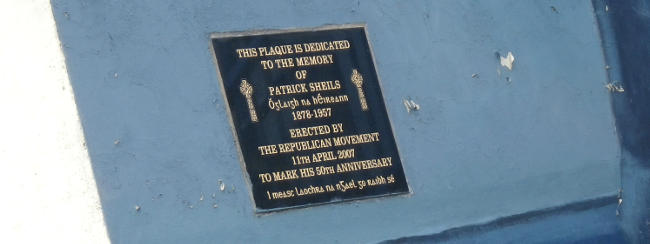 THIS PLAQUE IS DEDICATED
TO THE MEMORY
OF
PATRICK SHEILS
Óglaigh na hÉireann
1878-1957
ERECTED BY
THE REPUBLICAN MOVEMENT
11TH APRIL 2007
TO MARK HIS 50TH ANNIVERSARY
I measc Laochra na nGael go raibh sé